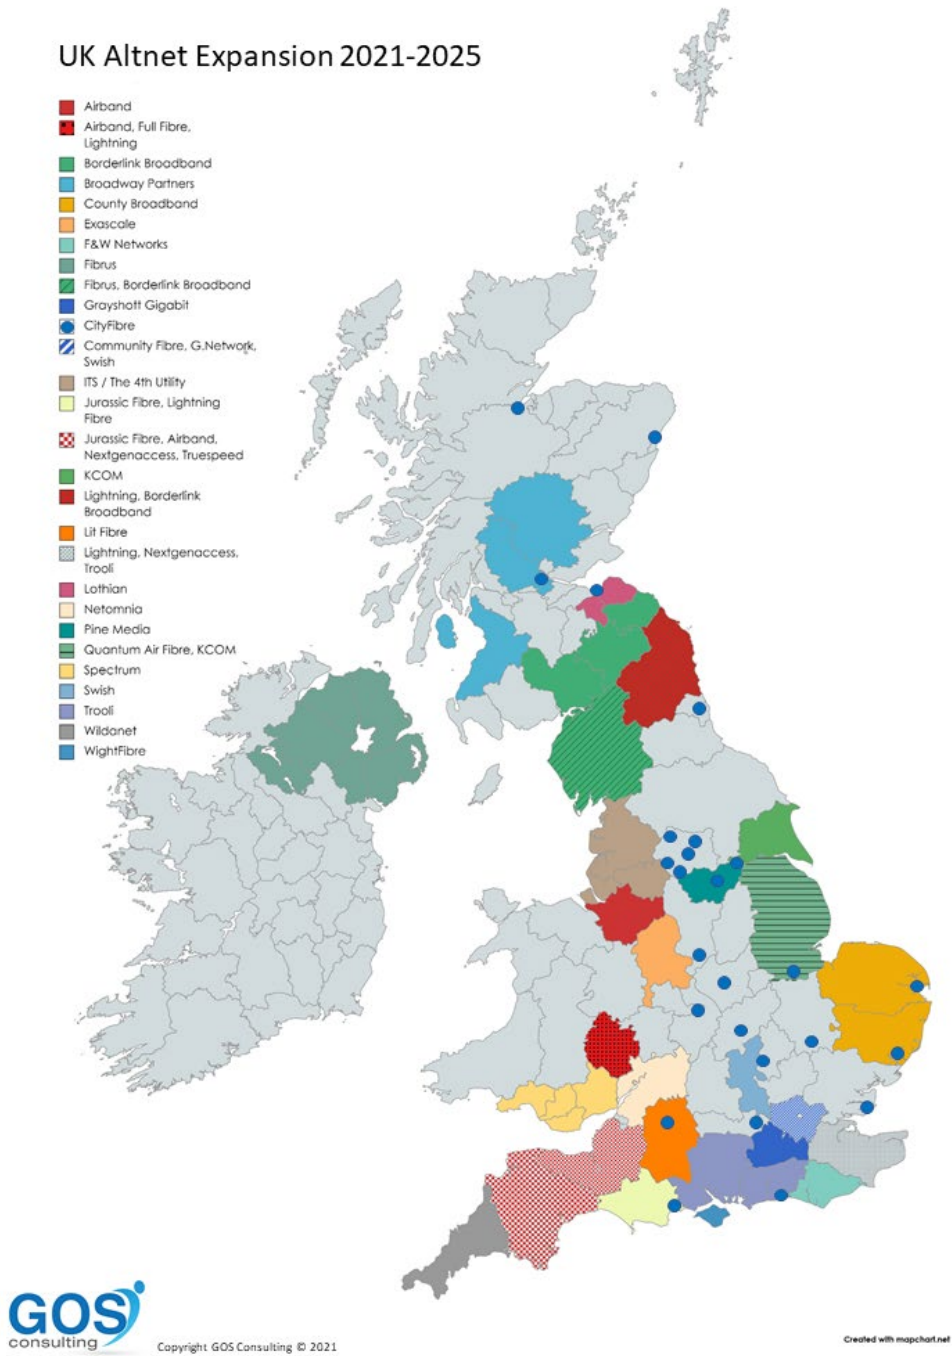 UK Altnet Expansion 2021-2025
Airband
Airband, Full Fibre,
Lightning
Borderlink Broadband
Broadway Partners
County Broadband
Exascale
F&W Networks
Fibrus
Fibrus, Borderlink Broadband
Grayshott Gigabit
CityFibre
Community Fibre, G.Network,
Swish
ITS / The 4th Utility
Jurassic Fibre, Lightning
Fibre
Jurassic Fibre, Airband,
Nextgenaccess, Truespeed
KCOM
Lightning, Borderlink
Broadband
Lit Fibre
Lightning, Nextgenaccess,
Trooli
Lothian
Netomnia
Pine Media
Quantum Air Fibre, KCOM
Spectrum
Swish
Trooli
Wildanet
WightFibre
GOS
consulting
Copyright GOS Consulting © 2021
Created with mapchart.net